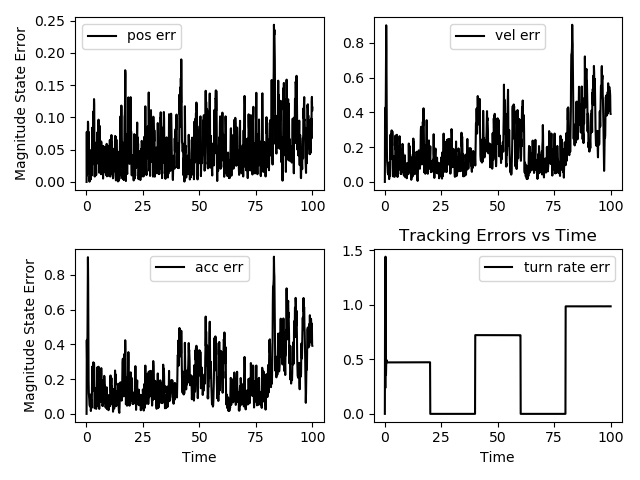 pos err
Magnitude State Error
0.25
0.20
0.15
0.10
0.05
0.00
0 25 50 75 100
vel err
0.8
0.6
0.4
0.2
0.0
0 25 50 75 100
acc err
Magnitude State Error
0.8
0.6
0.4
0.2
0.0
0 25 50 75 100
Time
Tracking Errors vs Time
turn rate err
1.5
1.0
0.5
0.0
0 25 50 75 100
Time